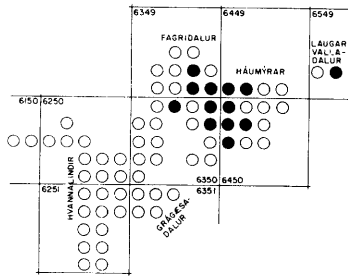 6349
6449
6549
FAGRIDALUR
LAUGAR
VALLA-
DALUR
HÁUMÝRAR
6150 6250
HVANNALINDIR
6251
6350 6450
6351
GRÁGÆSA-
DALUR